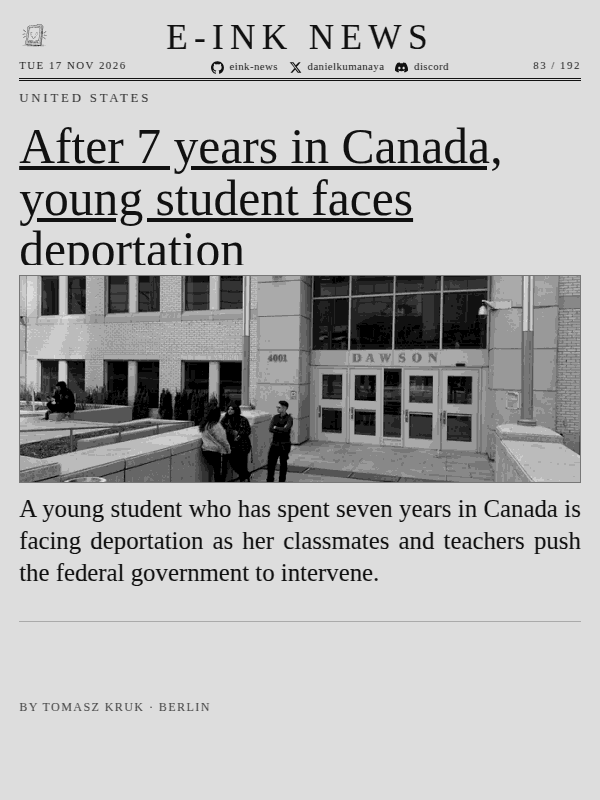 E-INK NEWS
TUE 17 NOV 2026
eink-news
danielkumanaya
discord
83 / 192
UNITED STATES
After 7 years in Canada,
young student faces
deportation
4001
DAWSON
A young student who has spent seven years in Canada is
facing deportation as her classmates and teachers push
the federal government to intervene.
BY TOMASZ KRUK · BERLIN